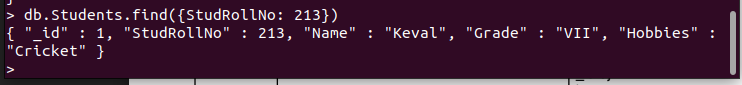 > db.Students.find({StudRollNo: 213})
{ "_id" : 1, "StudRollNo" : 213, "Name" : "Keval", "Grade" : "VII", "Hobbies" :
"Cricket" }
>